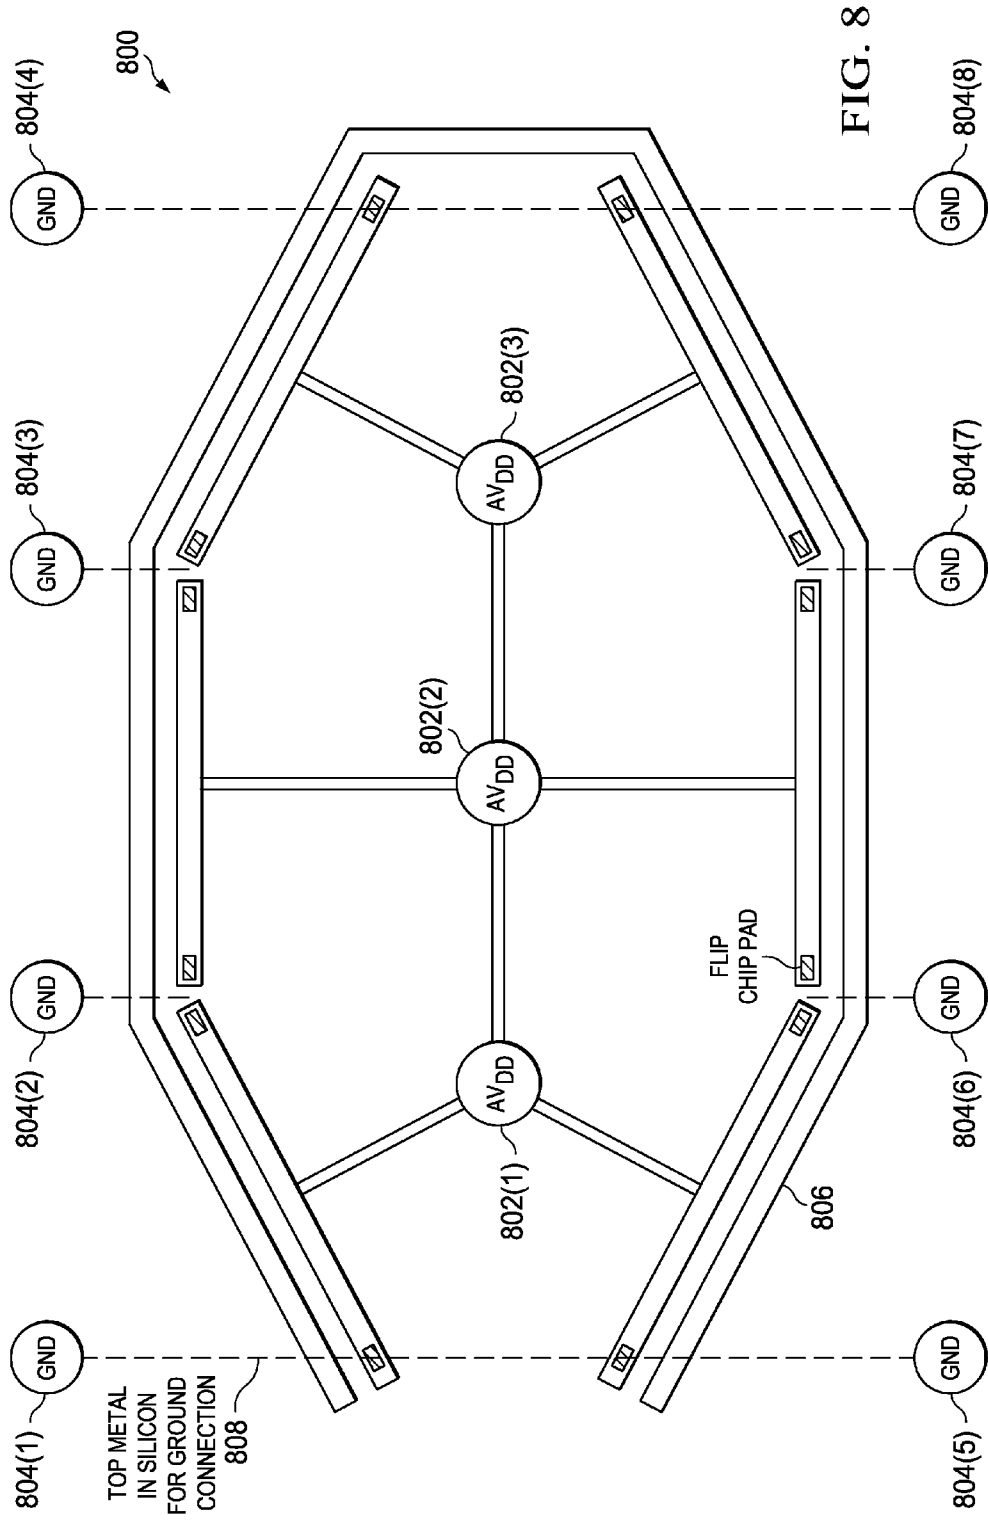 800
804(1)
GND
804(2)
GND
804(3)
GND
804(4)
GND
TOP METAL
IN SILICON
FOR GROUND
CONNECTION
808
802(1)
AVDD
802(2)
AVDD
802(3)
AVDD
FLIP
CHIP PAD
806
804(5)
GND
804(6)
GND
804(7)
GND
804(8)
GND
FIG. 8